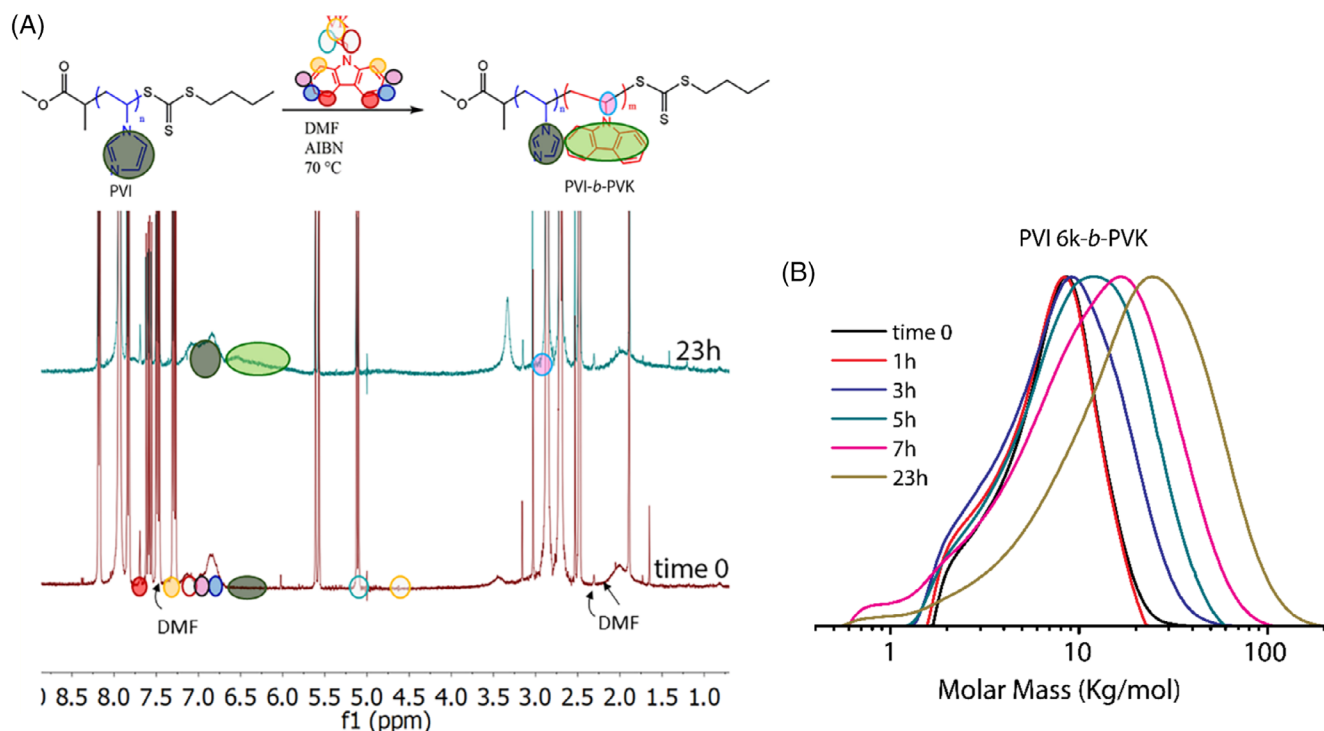 (A)
O
O
n
S
S
S
N
N
PVI
N
DMF
AIBN
70 °C
O
O
n
m
S
S
S
N
N
N
PVI-b-PVK
23h
time 0
DMF
DMF
8.5 8.0 7.5 7.0 6.5 6.0 5.5 5.0 4.5 4.0 3.5 3.0 2.5 2.0 1.5 1.0
f1 (ppm)
(B)
PVI 6k-b-PVK
time 0
1h
3h
5h
7h
23h
1 10 100
Molar Mass (Kg/mol)